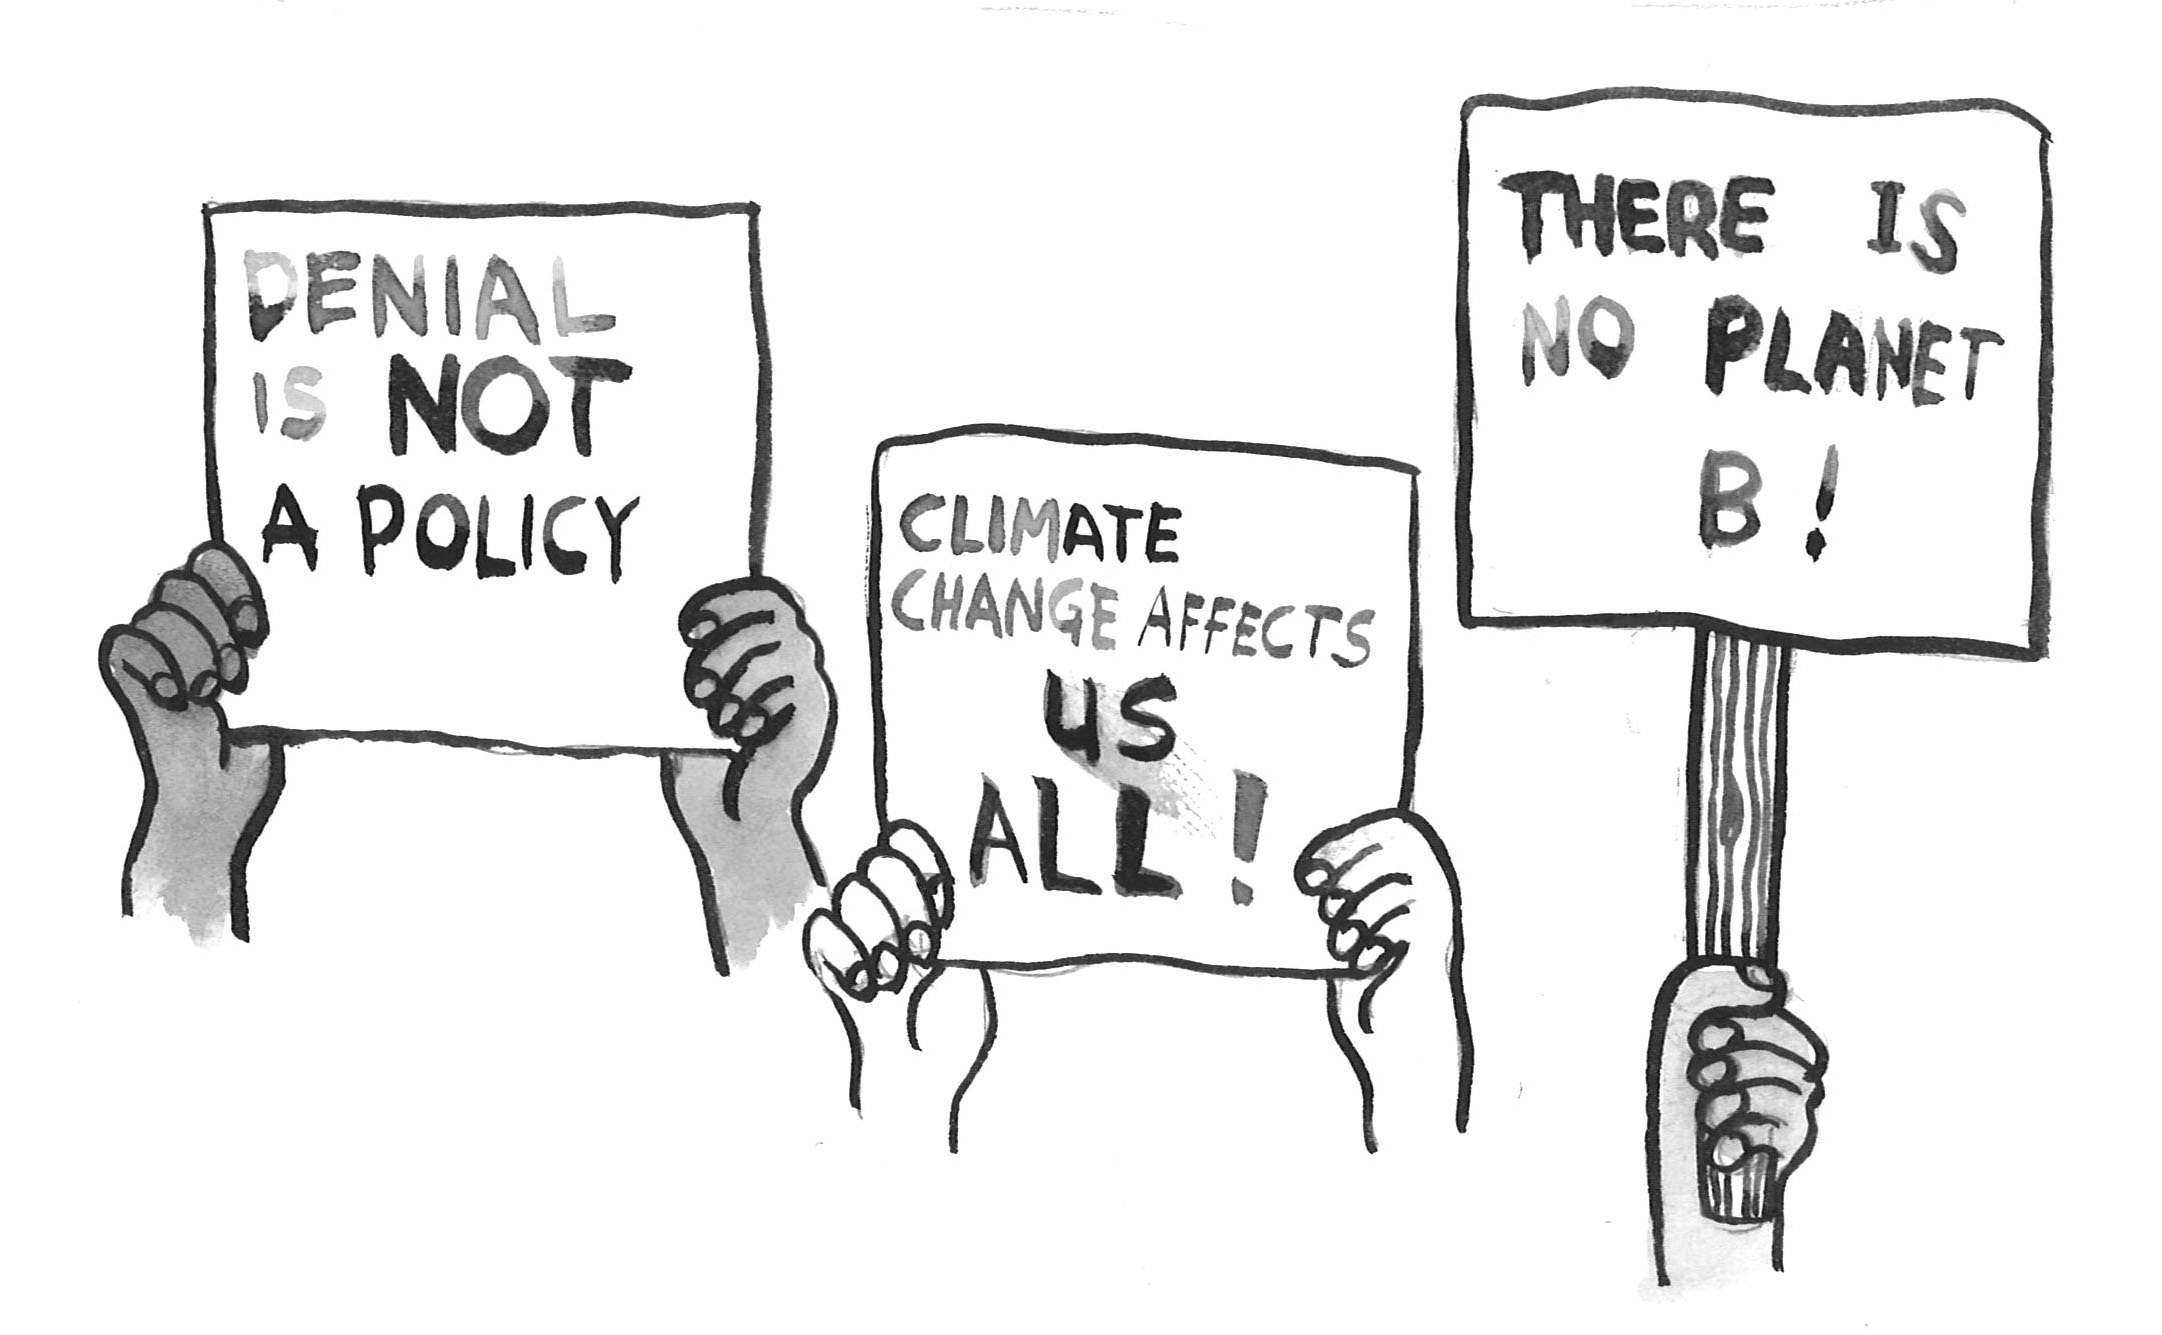 DENIAL
IS NOT
A POLICY
CLIMATE
CHANGE AFFECTS
US
ALL!
THERE IS
NO PLANET
B!